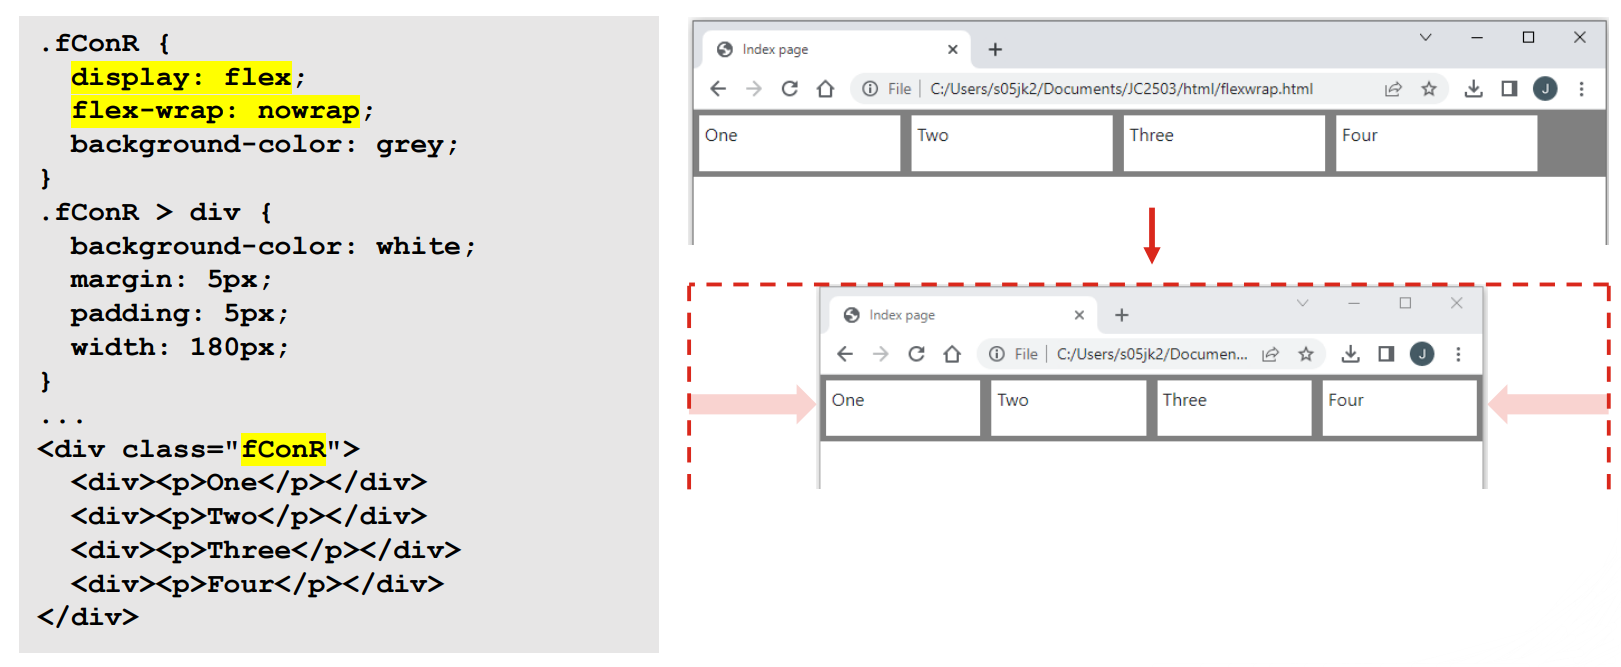 .fConR {
display: flex;
flex-wrap: nowrap;
background-color: grey;
}
.fConR > div {
background-color: white;
margin: 5px;
padding: 5px;
width: 180px;
}
...
<div class="fConR">
<div><p>One</p></div>
<div><p>Two</p></div>
<div><p>Three</p></div>
<div><p>Four</p></div>
</div>
Index page
File | C:/Users/s05jk2/Documents/JC2503/html/flexwrap.html J
One Two Three Four
Index page
File | C:/Users/s05jk2/Documen... J
One Two Three Four